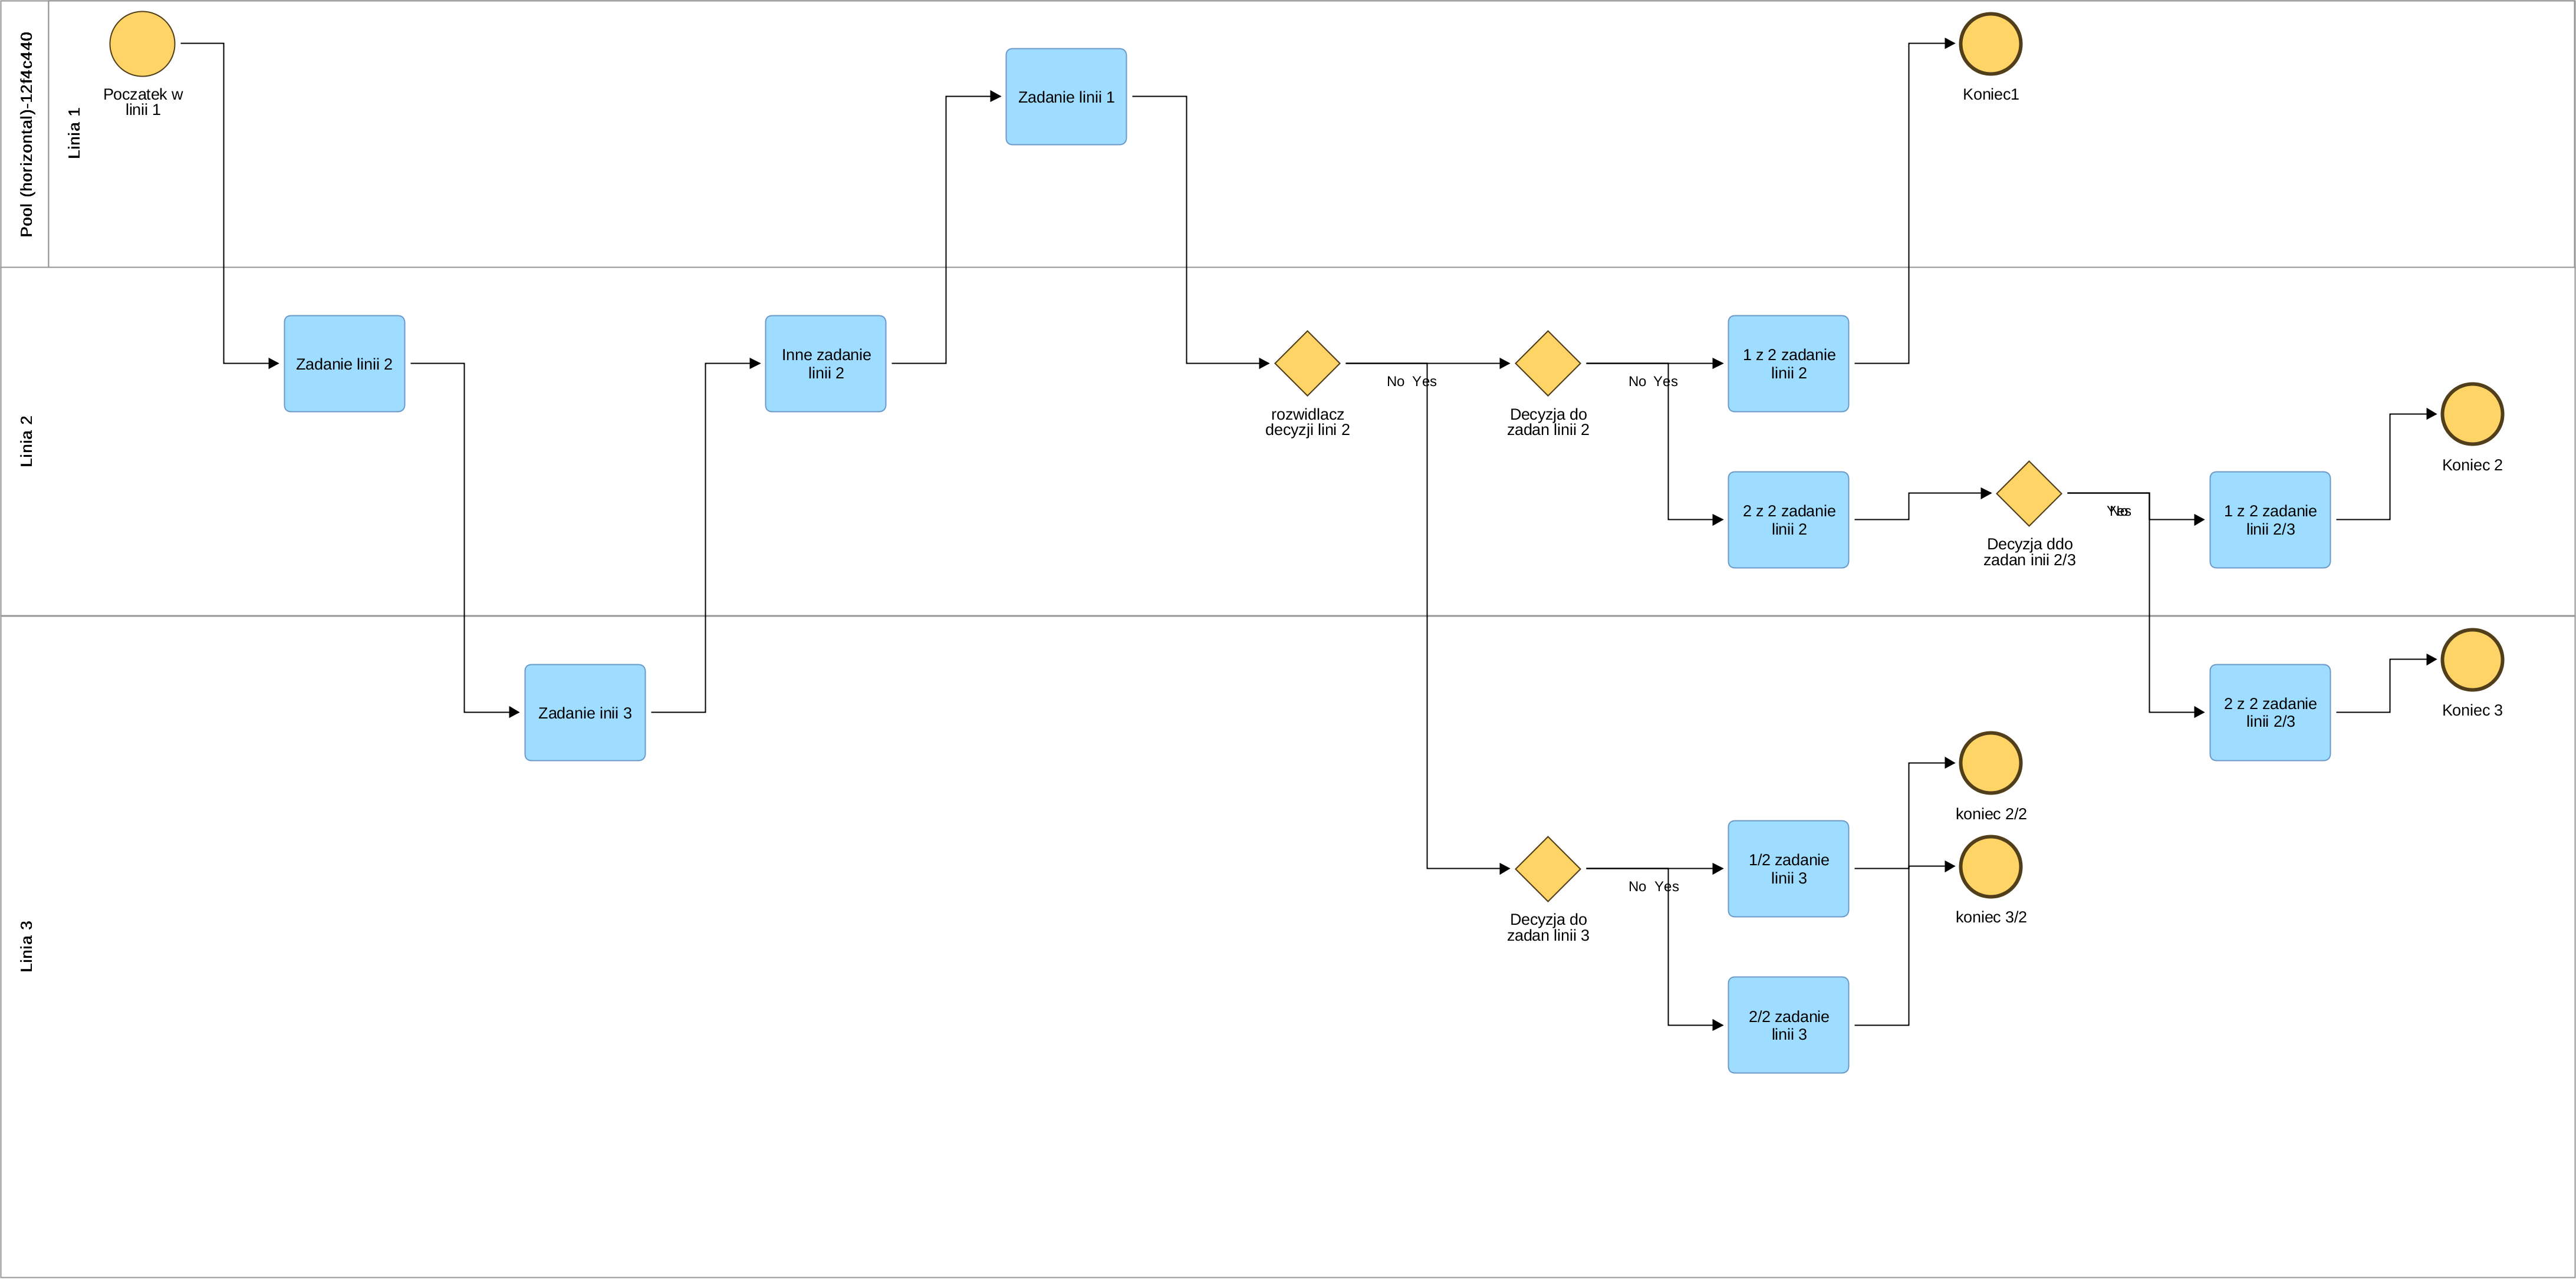 Pool (horizontal)-12f4c440
Linia 1
Poczatek w
linii 1
Zadanie linii 1
Koniec1
Linia 2
Zadanie linii 2
Inne zadanie
linii 2
rozwidlacz
decyzji lini 2
No Yes
Decyzja do
zadan linii 2
No Yes
1 z 2 zadanie
linii 2
2 z 2 zadanie
linii 2
Decyzja ddo
zadan inii 2/3
Yes
No
1 z 2 zadanie
linii 2/3
Koniec 2
Linia 3
Zadanie inii 3
Decyzja do
zadan linii 3
No Yes
1/2 zadanie
linii 3
2/2 zadanie
linii 3
koniec 2/2
koniec 3/2
2 z 2 zadanie
linii 2/3
Koniec 3